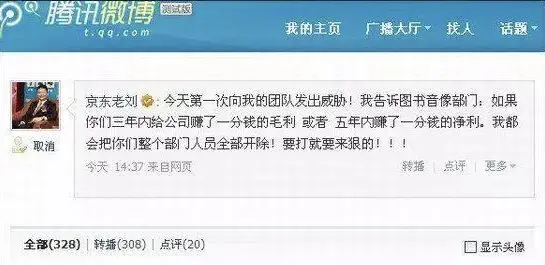 腾讯微博 测试版
t.qq.com
我的主页 广播大厅 找人 话题
京东老刘：今天第一次向我的团队发出威胁！我告诉图书音像部门：如果
你们三年内给公司赚了一分钱的毛利 或者 五年内赚了一分钱的净利。我都
会把你们整个部门人员全部开除！要打就要来狠的！！！
取消
今天 14:37 来自网页 转播 点评 更多
全部(328) 转播(308) 点评(20) 显示头像